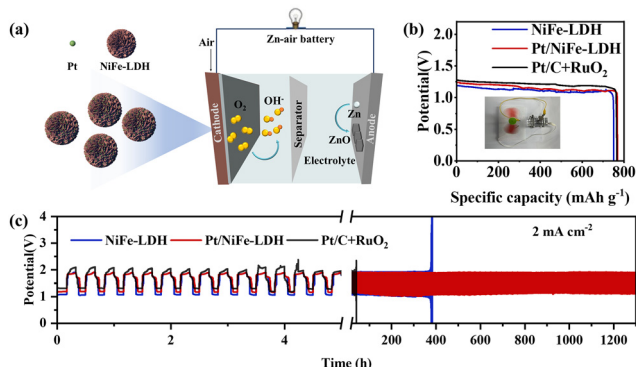 (a)
Pt
NiFe-LDH
Air
Zn-air battery
Cathode
O₂
OH⁻
Separator
Zn
ZnO
Electrolyte
Anode
(b)
Potential(V)
2.0
1.5
1.0
0.5
0.0
NiFe-LDH
Pt/NiFe-LDH
Pt/C+RuO₂
0 200 400 600 800
Specific capacity (mAh g⁻¹)
(c)
Potential(V)
4
3
2
1
0
NiFe-LDH Pt/NiFe-LDH Pt/C+RuO₂
2 mA cm⁻²
0 2 4 400 800 1200
Time (h)